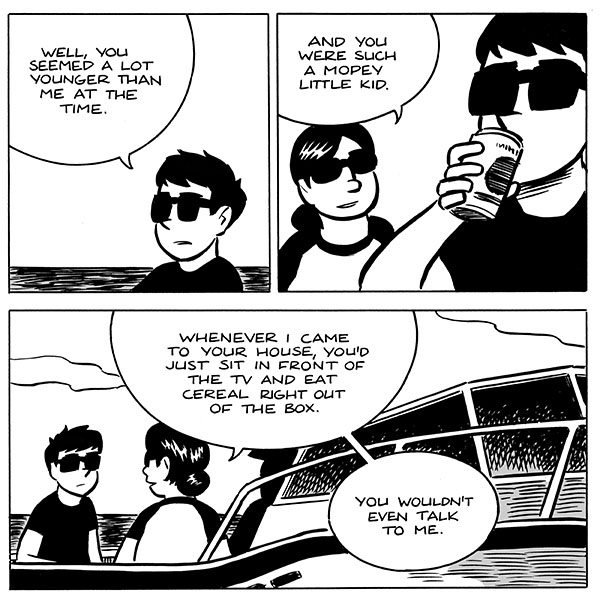 WELL, YOU
SEEMED A LOT
YOUNGER THAN
ME AT THE
TIME.
AND YOU
WERE SUCH
A MOPEY
LITTLE KID.
WHENEVER I CAME
TO YOUR HOUSE, YOU'D
JUST SIT IN FRONT OF
THE TV AND EAT
CEREAL RIGHT OUT
OF THE BOX.
YOU WOULDN'T
EVEN TALK
TO ME.